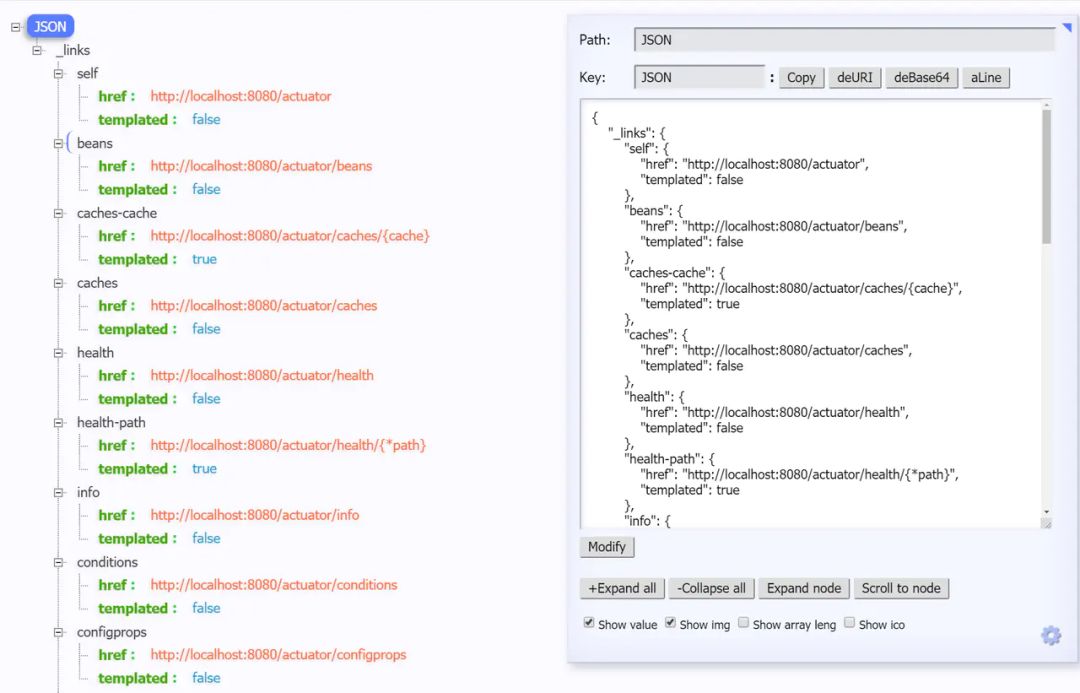 JSON
_links
self
href : http://localhost:8080/actuator
templated : false
beans
href : http://localhost:8080/actuator/beans
templated : false
caches-cache
href : http://localhost:8080/actuator/caches/{cache}
templated : true
caches
href : http://localhost:8080/actuator/caches
templated : false
health
href : http://localhost:8080/actuator/health
templated : false
health-path
href : http://localhost:8080/actuator/health/{*path}
templated : true
info
href : http://localhost:8080/actuator/info
templated : false
conditions
href : http://localhost:8080/actuator/conditions
templated : false
configprops
href : http://localhost:8080/actuator/configprops
templated : false
Path: JSON
Key: JSON : Copy deURI deBase64 aLine
{
"_links": {
"self": {
"href": "http://localhost:8080/actuator",
"templated": false
},
"beans": {
"href": "http://localhost:8080/actuator/beans",
"templated": false
},
"caches-cache": {
"href": "http://localhost:8080/actuator/caches/{cache}",
"templated": true
},
"caches": {
"href": "http://localhost:8080/actuator/caches",
"templated": false
},
"health": {
"href": "http://localhost:8080/actuator/health",
"templated": false
},
"health-path": {
"href": "http://localhost:8080/actuator/health/{*path}",
"templated": true
},
"info": {
Modify
+Expand all -Collapse all Expand node Scroll to node
Show value Show img Show array leng Show ico